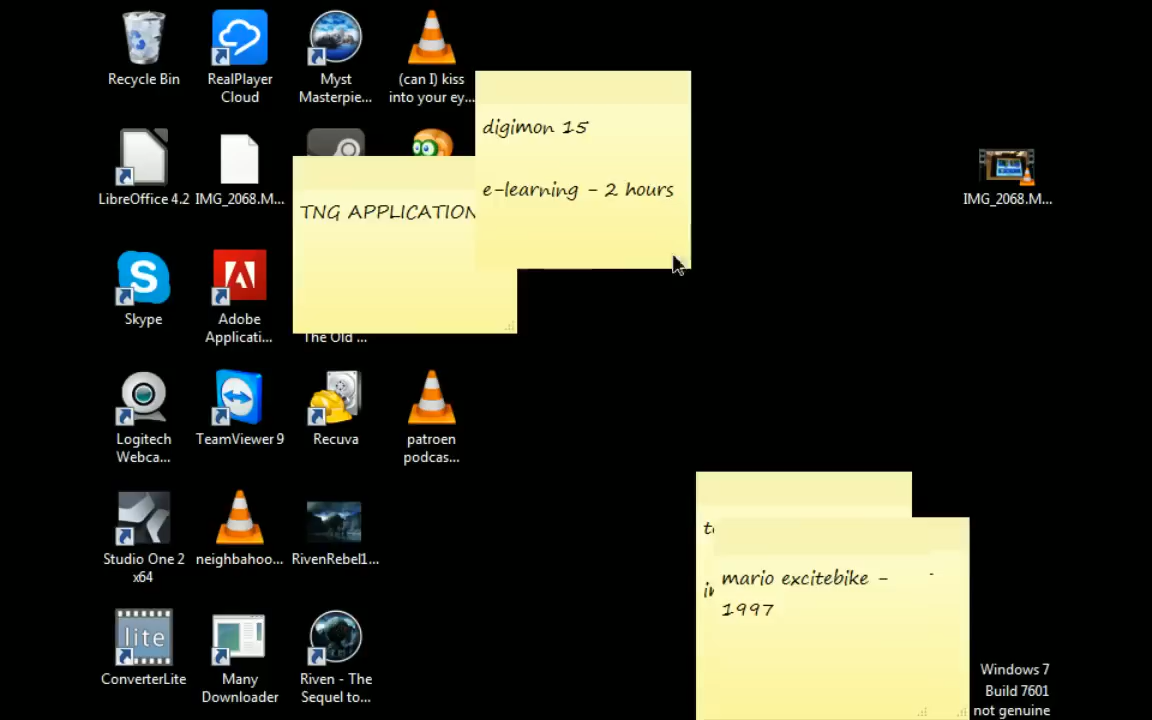 Recycle Bin
RealPlayer
Cloud
Myst
Masterpie...
(can I) kiss
into your ey...
digimon 15
e-learning - 2 hours
LibreOffice 4.2
IMG_2068.M...
TNG APPLICATION
IMG_2068.M...
Skype
Adobe
Applicati...
The Old ...
Logitech
Webca...
TeamViewer 9
Recuva
patroen
podcas...
Studio One 2
x64
neighbahoo...
RivenRebel1...
mario excitebike -
1997
lite
ConverterLite
Many
Downloader
Riven - The
Sequel to...
Windows 7
Build 7601
not genuine